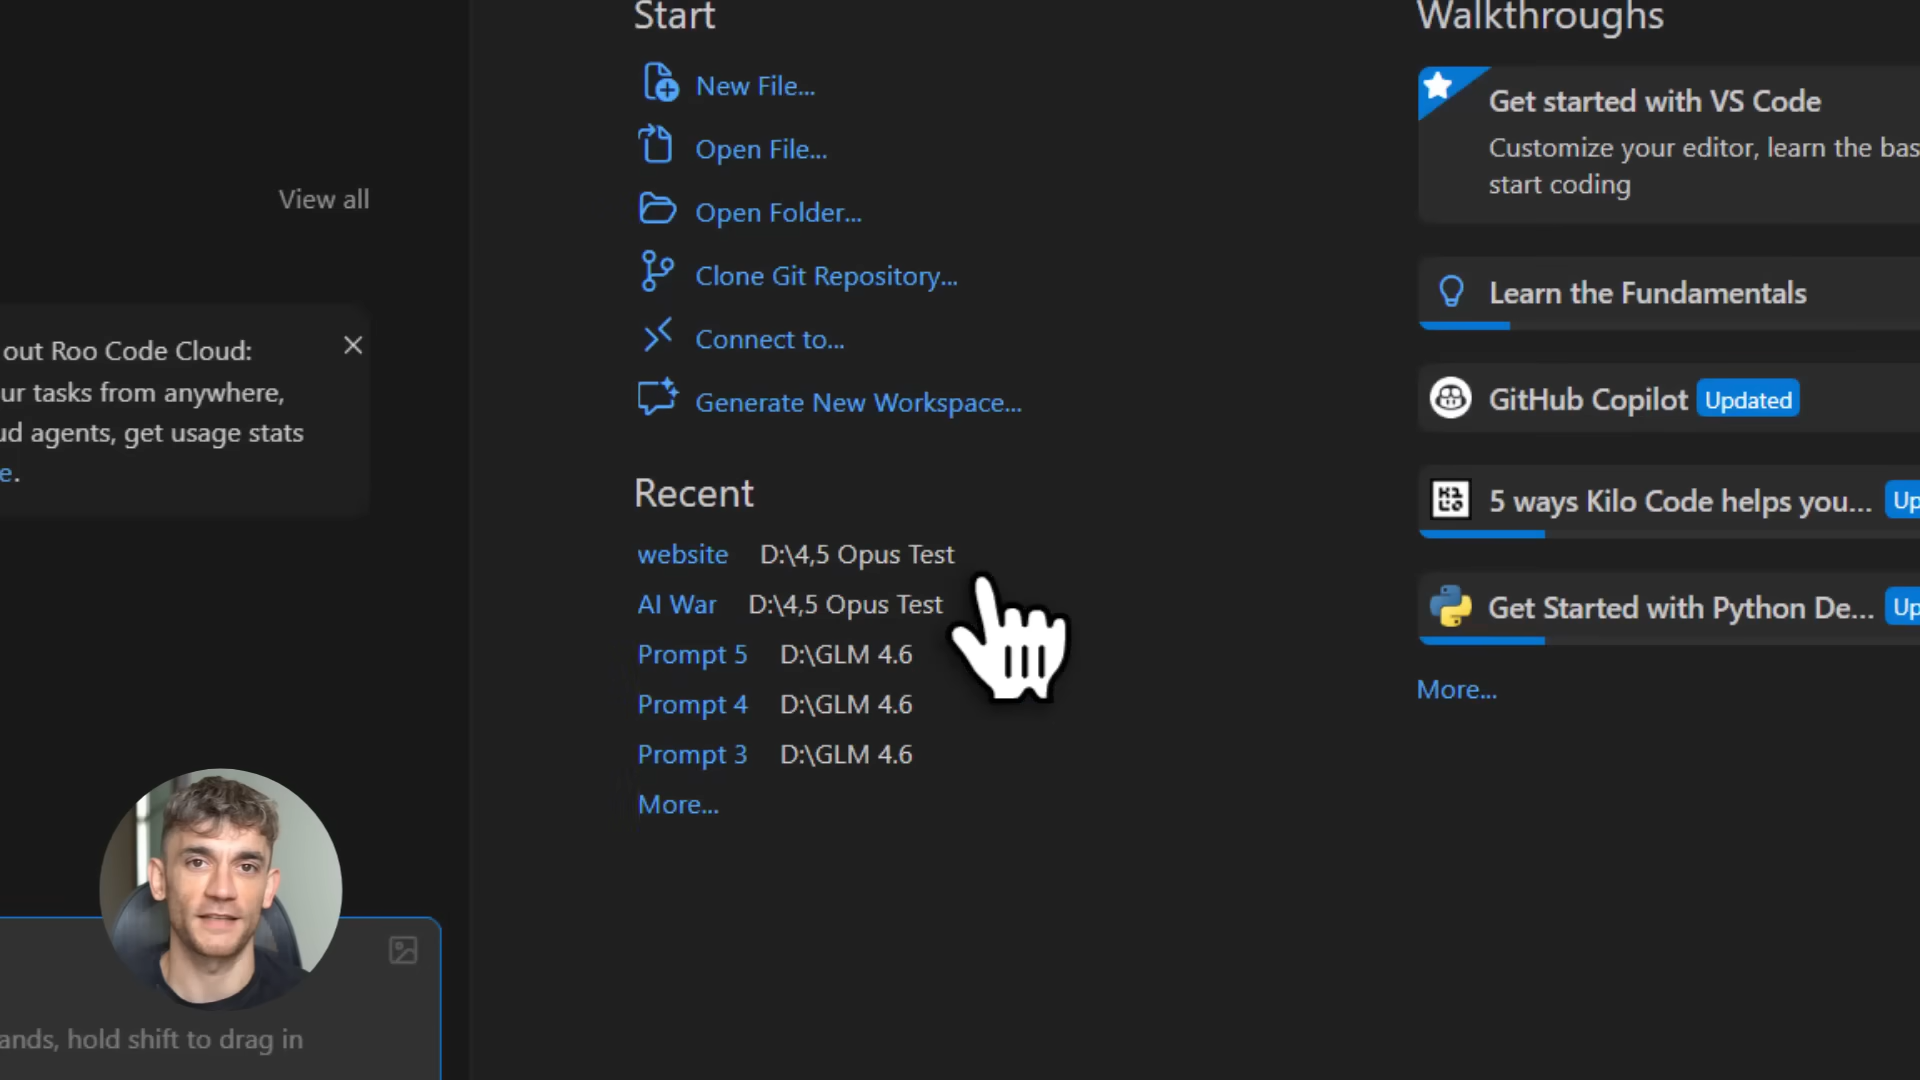 View all
out Roo Code Cloud:
ur tasks from anywhere,
ud agents, get usage stats
e.
ands, hold shift to drag in
Start
New File...
Open File...
Open Folder...
Clone Git Repository...
Connect to...
Generate New Workspace...
Recent
website D:\4,5 Opus Test
AI War D:\4,5 Opus Test
Prompt 5 D:\GLM 4.6
Prompt 4 D:\GLM 4.6
Prompt 3 D:\GLM 4.6
More...
Walkthroughs
Get started with VS Code
Customize your editor, learn the bas
start coding
Learn the Fundamentals
GitHub Copilot Updated
KILO
5 ways Kilo Code helps you... Up
Get Started with Python De... Up
More...